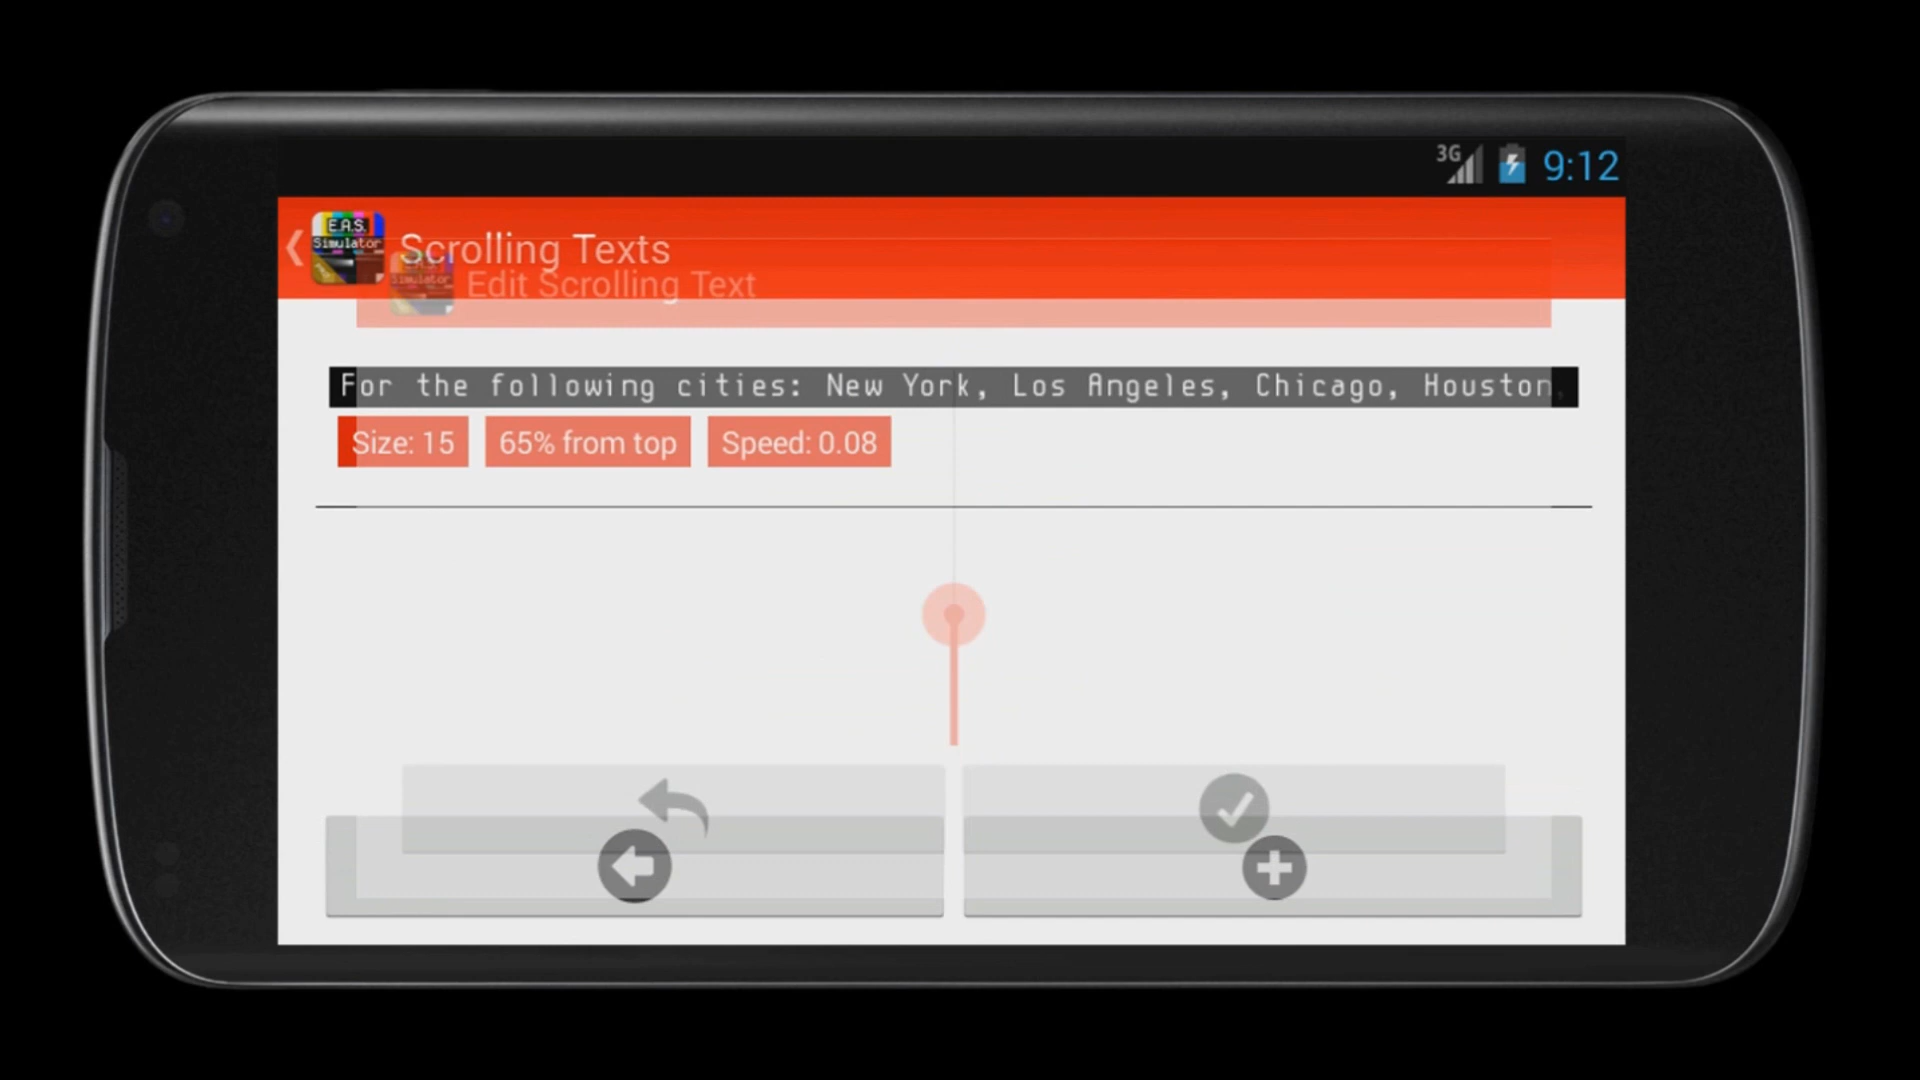 3G 9:12
E.A.S.
Simulator
Scrolling Texts
Simulator
Edit Scrolling Text
For the following cities: New York, Los Angeles, Chicago, Houston,
Size: 15 65% from top Speed: 0.08